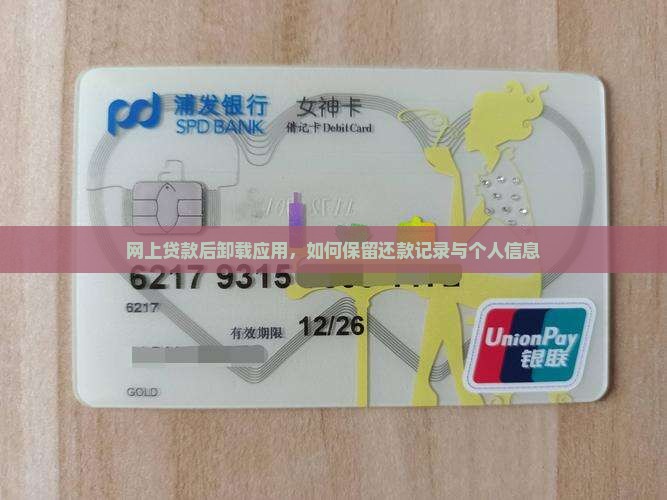 浦发银行
SPD BANK
女神卡
借记卡 Debit Card
网上贷款后卸载应用，如何保留还款记录与个人信息
6217 9315
6217
有效期限 12/26
UnionPay
银联
GOLD